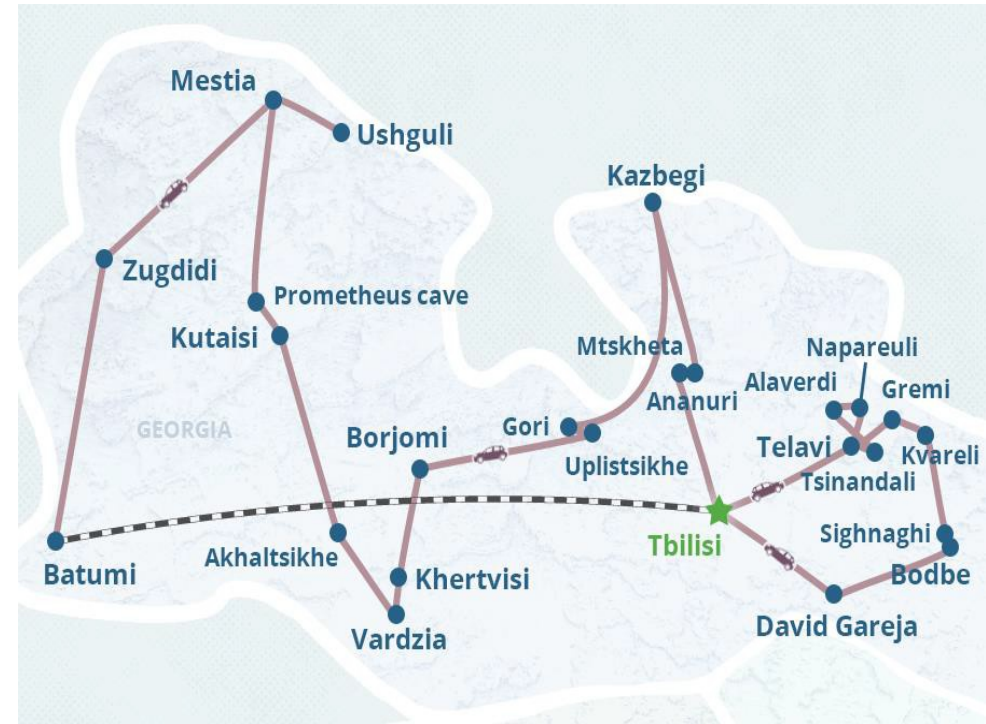 Mestia
Ushguli
Kazbegi
Zugdidi
Prometheus cave
Kutaisi
Mtskheta
Napareuli
Alaverdi
Gremi
Ananuri
GEORGIA
Borjomi
Gori
Telavi
Kvareli
Uplistsikhe
Tsinandali
Sighnaghi
Tbilisi
Akhaltsikhe
Batumi
Khertvisi
Bodbe
Vardzia
David Gareja